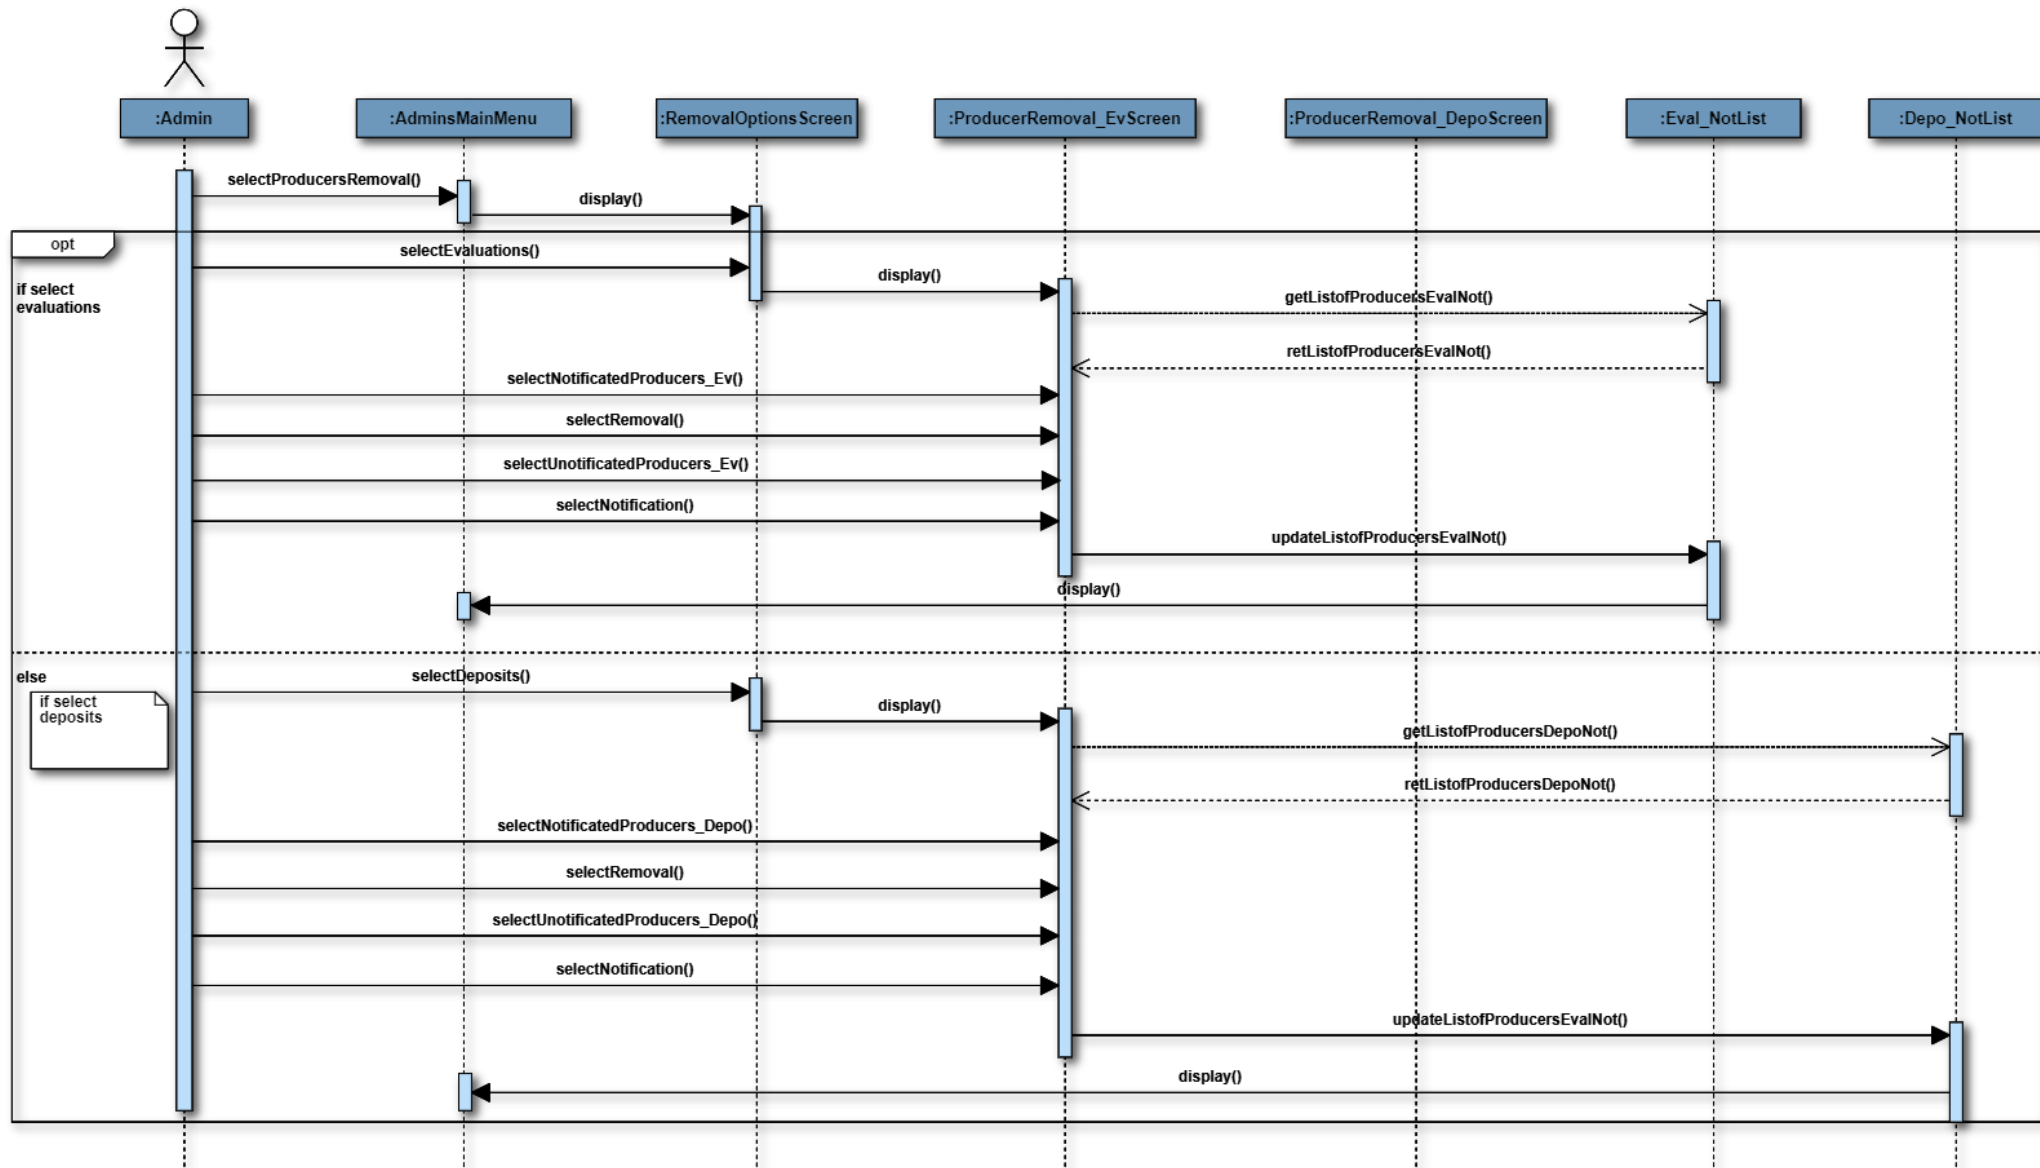 :Admin
:AdminsMainMenu
:RemovalOptionsScreen
:ProducerRemoval_EvScreen
:ProducerRemoval_DepoScreen
:Eval_NotList
:Depo_NotList
selectProducersRemoval()
display()
opt
selectEvaluations()
display()
if select
evaluations
getListofProducersEvalNot()
retListofProducersEvalNot()
selectNotificatedProducers_Ev()
selectRemoval()
selectUnotificatedProducers_Ev()
selectNotification()
updateListofProducersEvalNot()
display()
else
selectDeposits()
if select
deposits
display()
getListofProducersDepoNot()
retListofProducersDepoNot()
selectNotificatedProducers_Depo()
selectRemoval()
selectUnotificatedProducers_Depo()
selectNotification()
updateListofProducersEvalNot()
display()